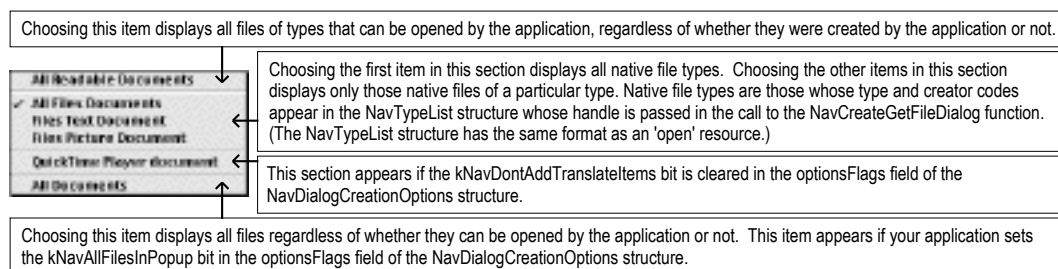 Choosing this item displays all files of types that can be opened by the application, regardless of whether they were created by the application or not.
All Readable Documents
✓ All Files Documents
Files Text Document
Files Picture Document
QuickTime Player document
All Documents
Choosing the first item in this section displays all native file types.  Choosing the other items in this section
displays only those native files of a particular type. Native file types are those whose type and creator codes
appear in the NavTypeList structure whose handle is passed in the call to the NavCreateGetFileDialog function.
(The NavTypeList structure has the same format as an 'open' resource.)
This section appears if the kNavDontAddTranslateItems bit is cleared in the optionsFlags field of the
NavDialogCreationOptions structure.
Choosing this item displays all files regardless of whether they can be opened by the application or not.  This item appears if your application sets
the kNavAllFilesInPopup bit in the optionsFlags field of the NavDialogCreationOptions structure.